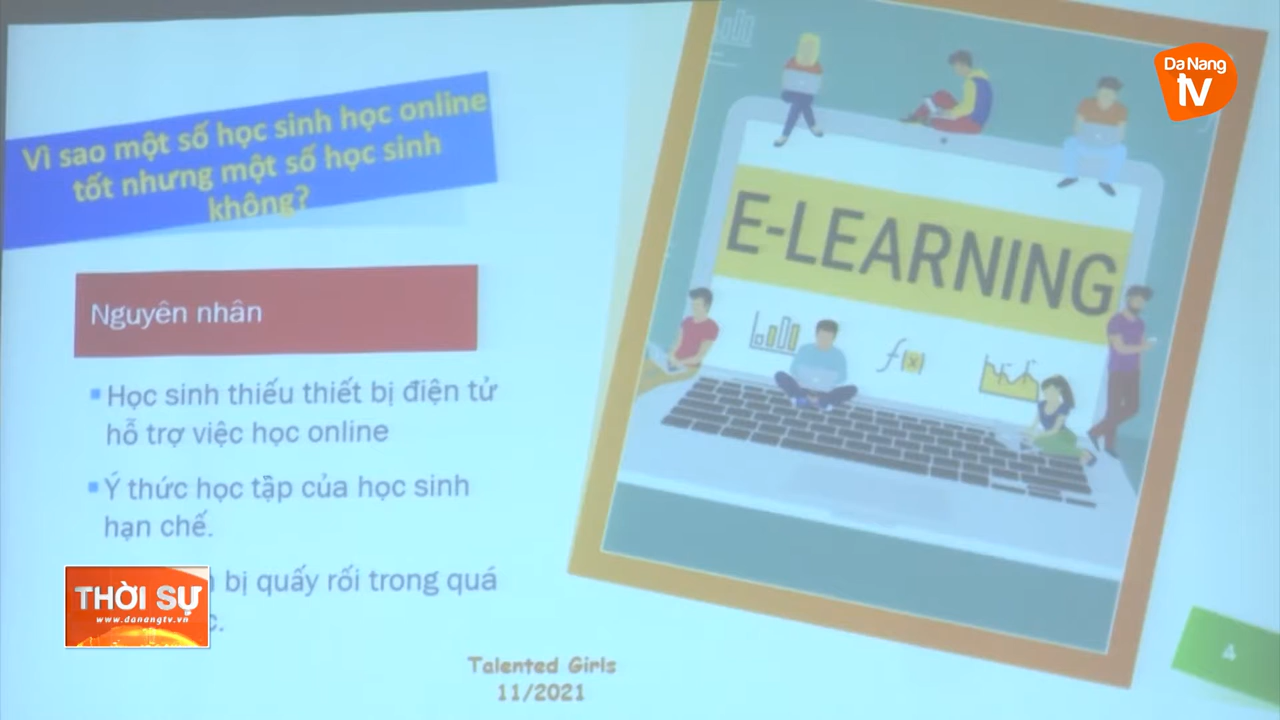 Da Nang
tv
Vì sao một số học sinh học online
tốt nhưng một số học sinh
không?
E-LEARNING
f(x)
Nguyên nhân
Học sinh thiếu thiết bị điện tử
hỗ trợ việc học online
Ý thức học tập của học sinh
hạn chế.
bị quấy rối trong quá
THỜI SỰ
www.danangtv.vn
Talented Girls
11/2021
4